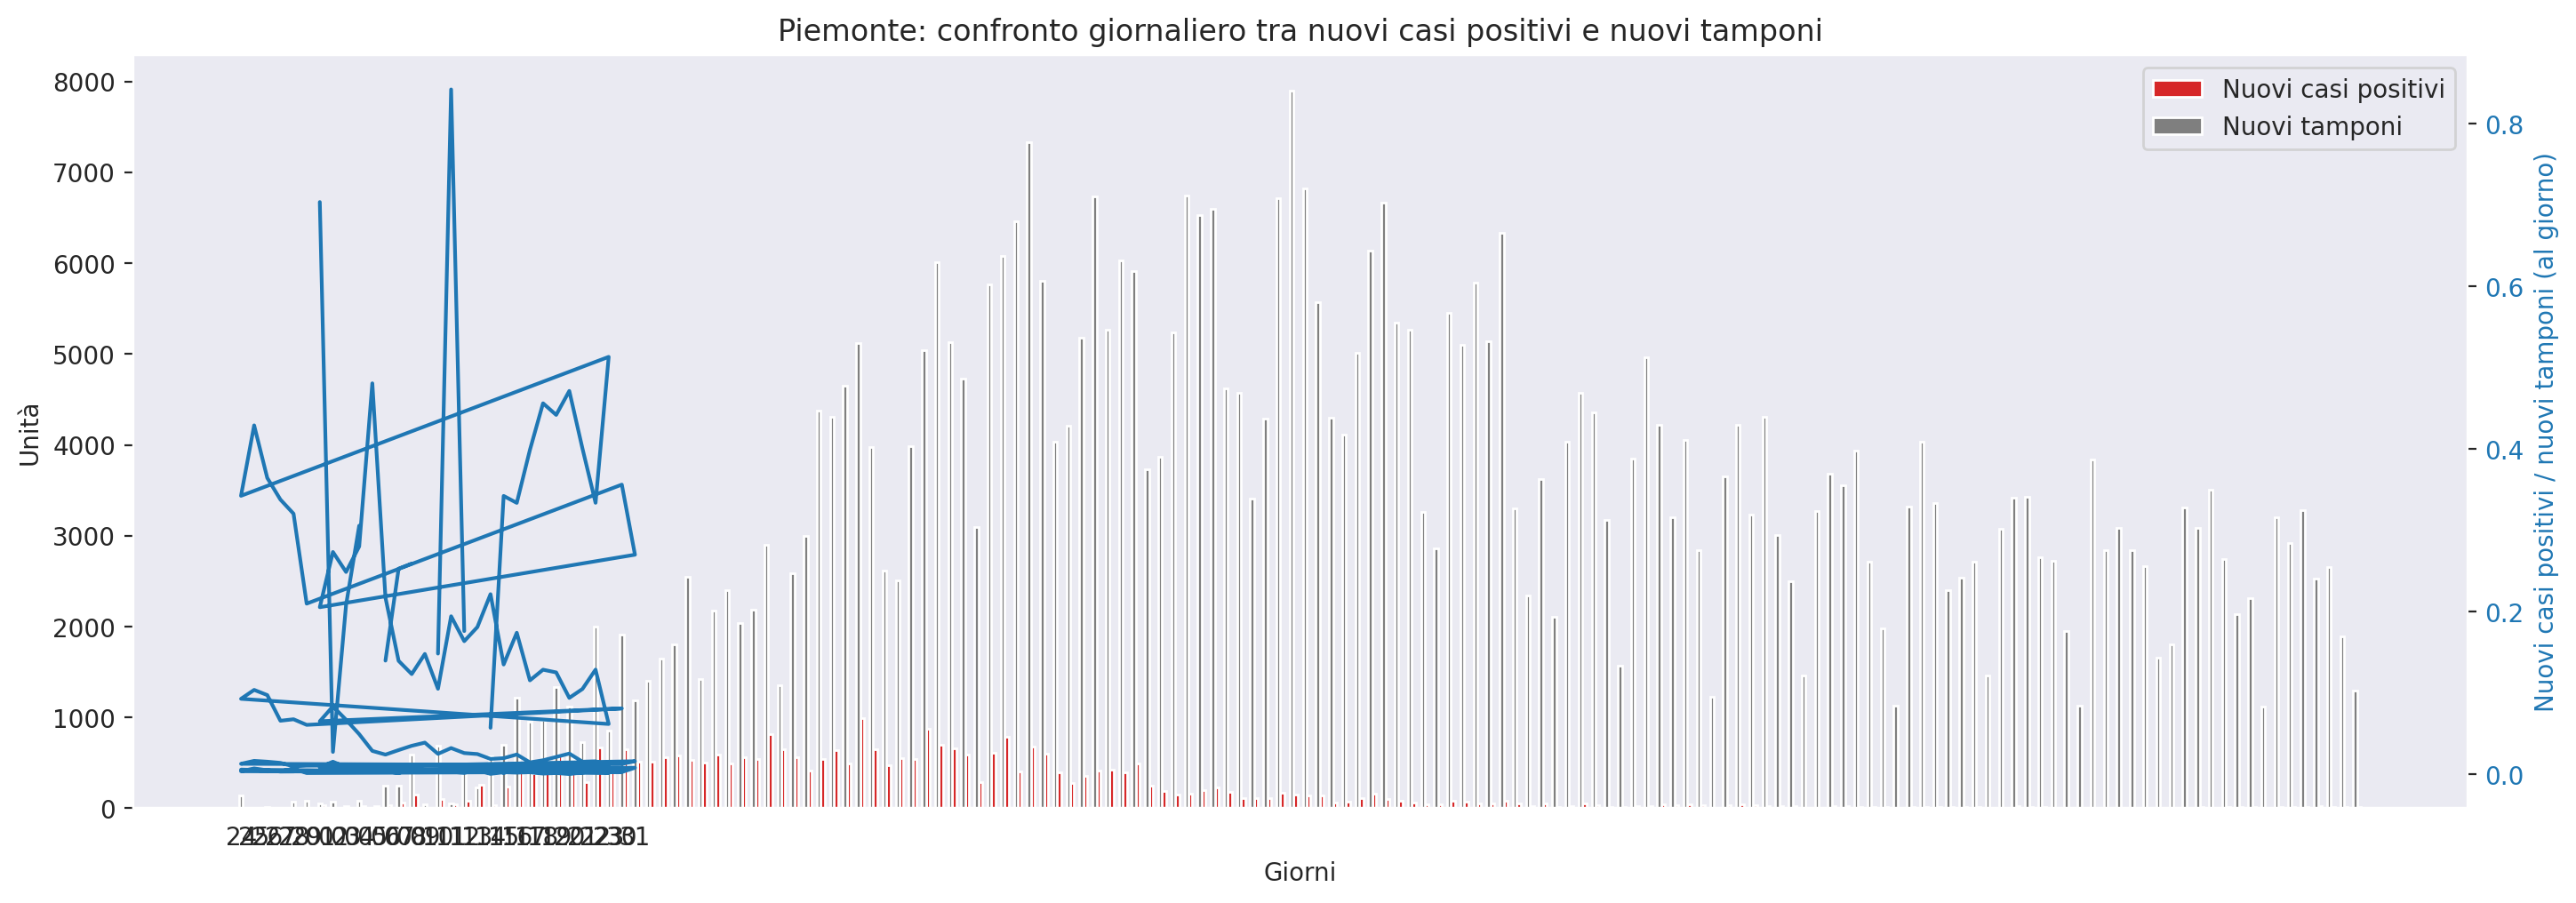 Piemonte: confronto giornaliero tra nuovi casi positivi e nuovi tamponi
Nuovi casi positivi
Nuovi tamponi
8000
7000
6000
5000
4000
3000
2000
1000
0
Unità
0.8
0.6
0.4
0.2
0.0
Nuovi casi positivi / nuovi tamponi (al giorno)
Giorni